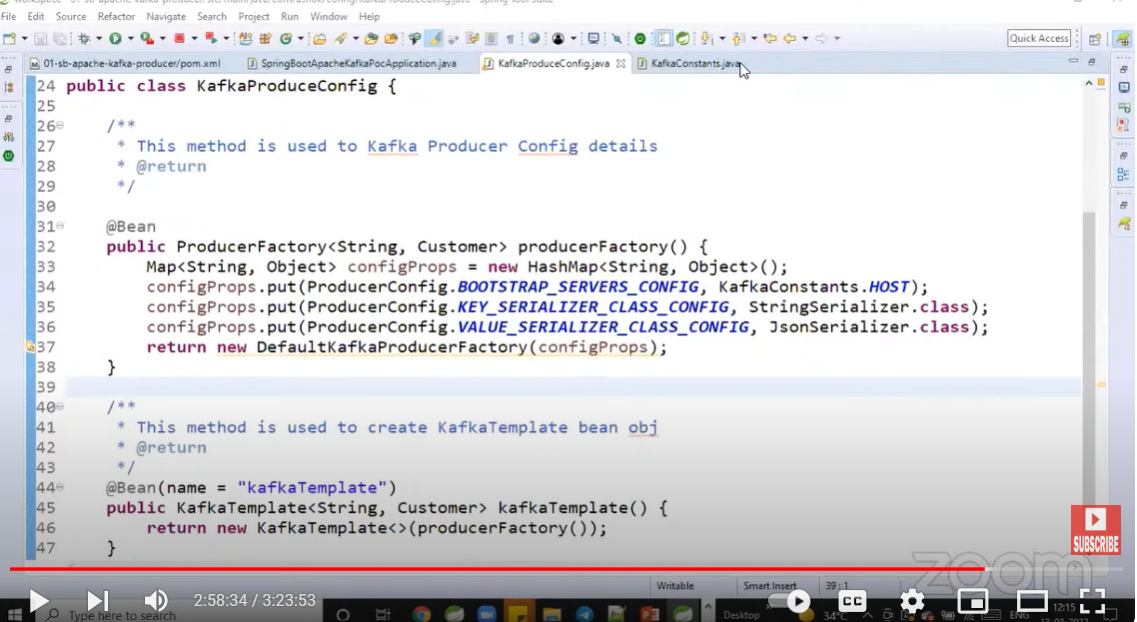 File Edit Source Refactor Navigate Search Project Run Window Help
Quick Access
01-sb-apache-kafka-producer/pom.xml SpringBootApacheKafkaPocApplication.java KafkaProduceConfig.java KafkaConstants.java
24 public class KafkaProduceConfig {
25
26 /**
27 * This method is used to Kafka Producer Config details
28 * @return
29 */
30
31 @Bean
32 public ProducerFactory<String, Customer> producerFactory() {
33 Map<String, Object> configProps = new HashMap<String, Object>();
34 configProps.put(ProducerConfig.BOOTSTRAP_SERVERS_CONFIG, KafkaConstants.HOST);
35 configProps.put(ProducerConfig.KEY_SERIALIZER_CLASS_CONFIG, StringSerializer.class);
36 configProps.put(ProducerConfig.VALUE_SERIALIZER_CLASS_CONFIG, JsonSerializer.class);
37 return new DefaultKafkaProducerFactory(configProps);
38 }
39
40 /**
41 * This method is used to create KafkaTemplate bean obj
42 * @return
43 */
44 @Bean(name = "kafkaTemplate")
45 public KafkaTemplate<String, Customer> kafkaTemplate() {
46 return new KafkaTemplate<>(producerFactory());
47 }
SUBSCRIBE
zoom
Writable Smart Insert 39 : 1
2:58:34 / 3:23:53
CC
Type here to search
Desktop 34°C ENG 12:15